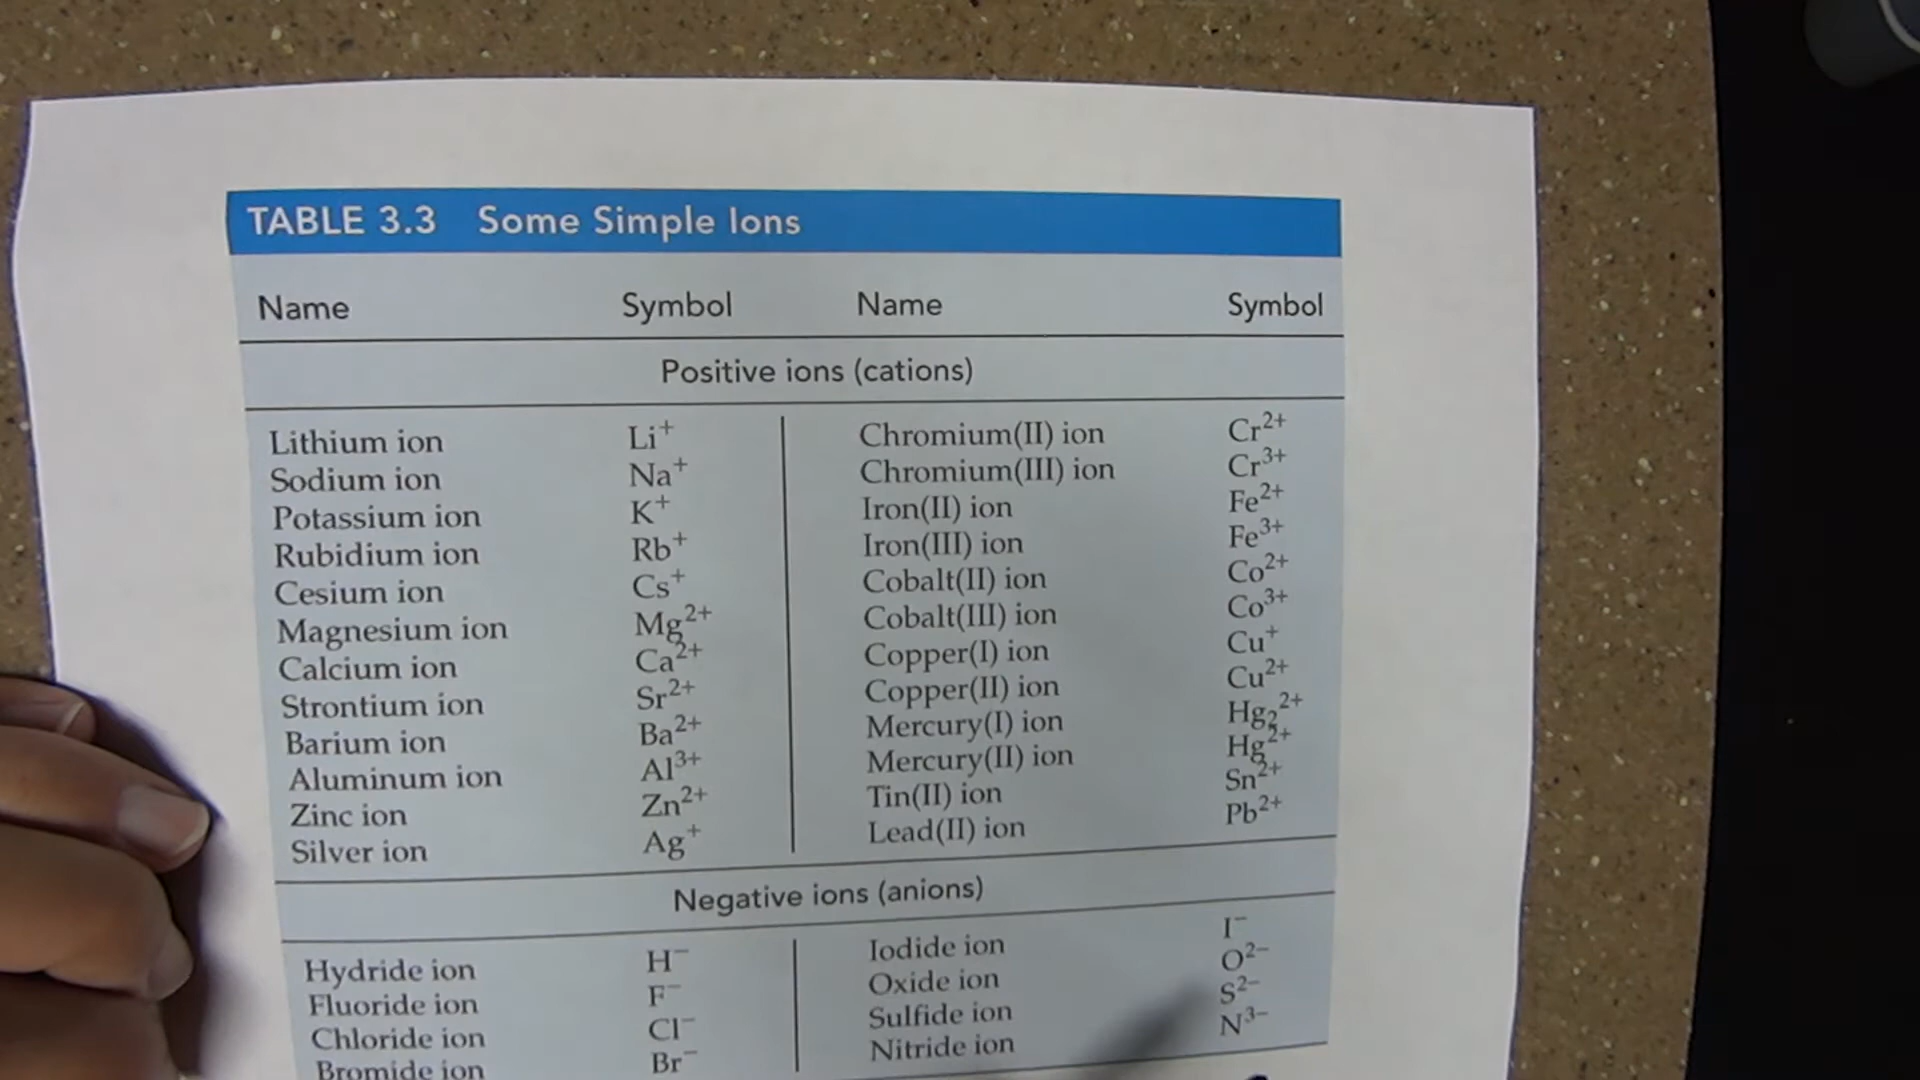 TABLE 3.3 Some Simple Ions
Name Symbol Name Symbol
Positive ions (cations)
Lithium ion Li⁺ Chromium(II) ion Cr²⁺
Sodium ion Na⁺ Chromium(III) ion Cr³⁺
Potassium ion K⁺ Iron(II) ion Fe²⁺
Rubidium ion Rb⁺ Iron(III) ion Fe³⁺
Cesium ion Cs⁺ Cobalt(II) ion Co²⁺
Magnesium ion Mg²⁺ Cobalt(III) ion Co³⁺
Calcium ion Ca²⁺ Copper(I) ion Cu⁺
Strontium ion Sr²⁺ Copper(II) ion Cu²⁺
Barium ion Ba²⁺ Mercury(I) ion Hg₂²⁺
Aluminum ion Al³⁺ Mercury(II) ion Hg²⁺
Zinc ion Zn²⁺ Tin(II) ion Sn²⁺
Silver ion Ag⁺ Lead(II) ion Pb²⁺
Negative ions (anions)
Hydride ion H⁻ Iodide ion I⁻
Fluoride ion F⁻ Oxide ion O²⁻
Chloride ion Cl⁻ Sulfide ion S²⁻
Bromide ion Br⁻ Nitride ion N³⁻